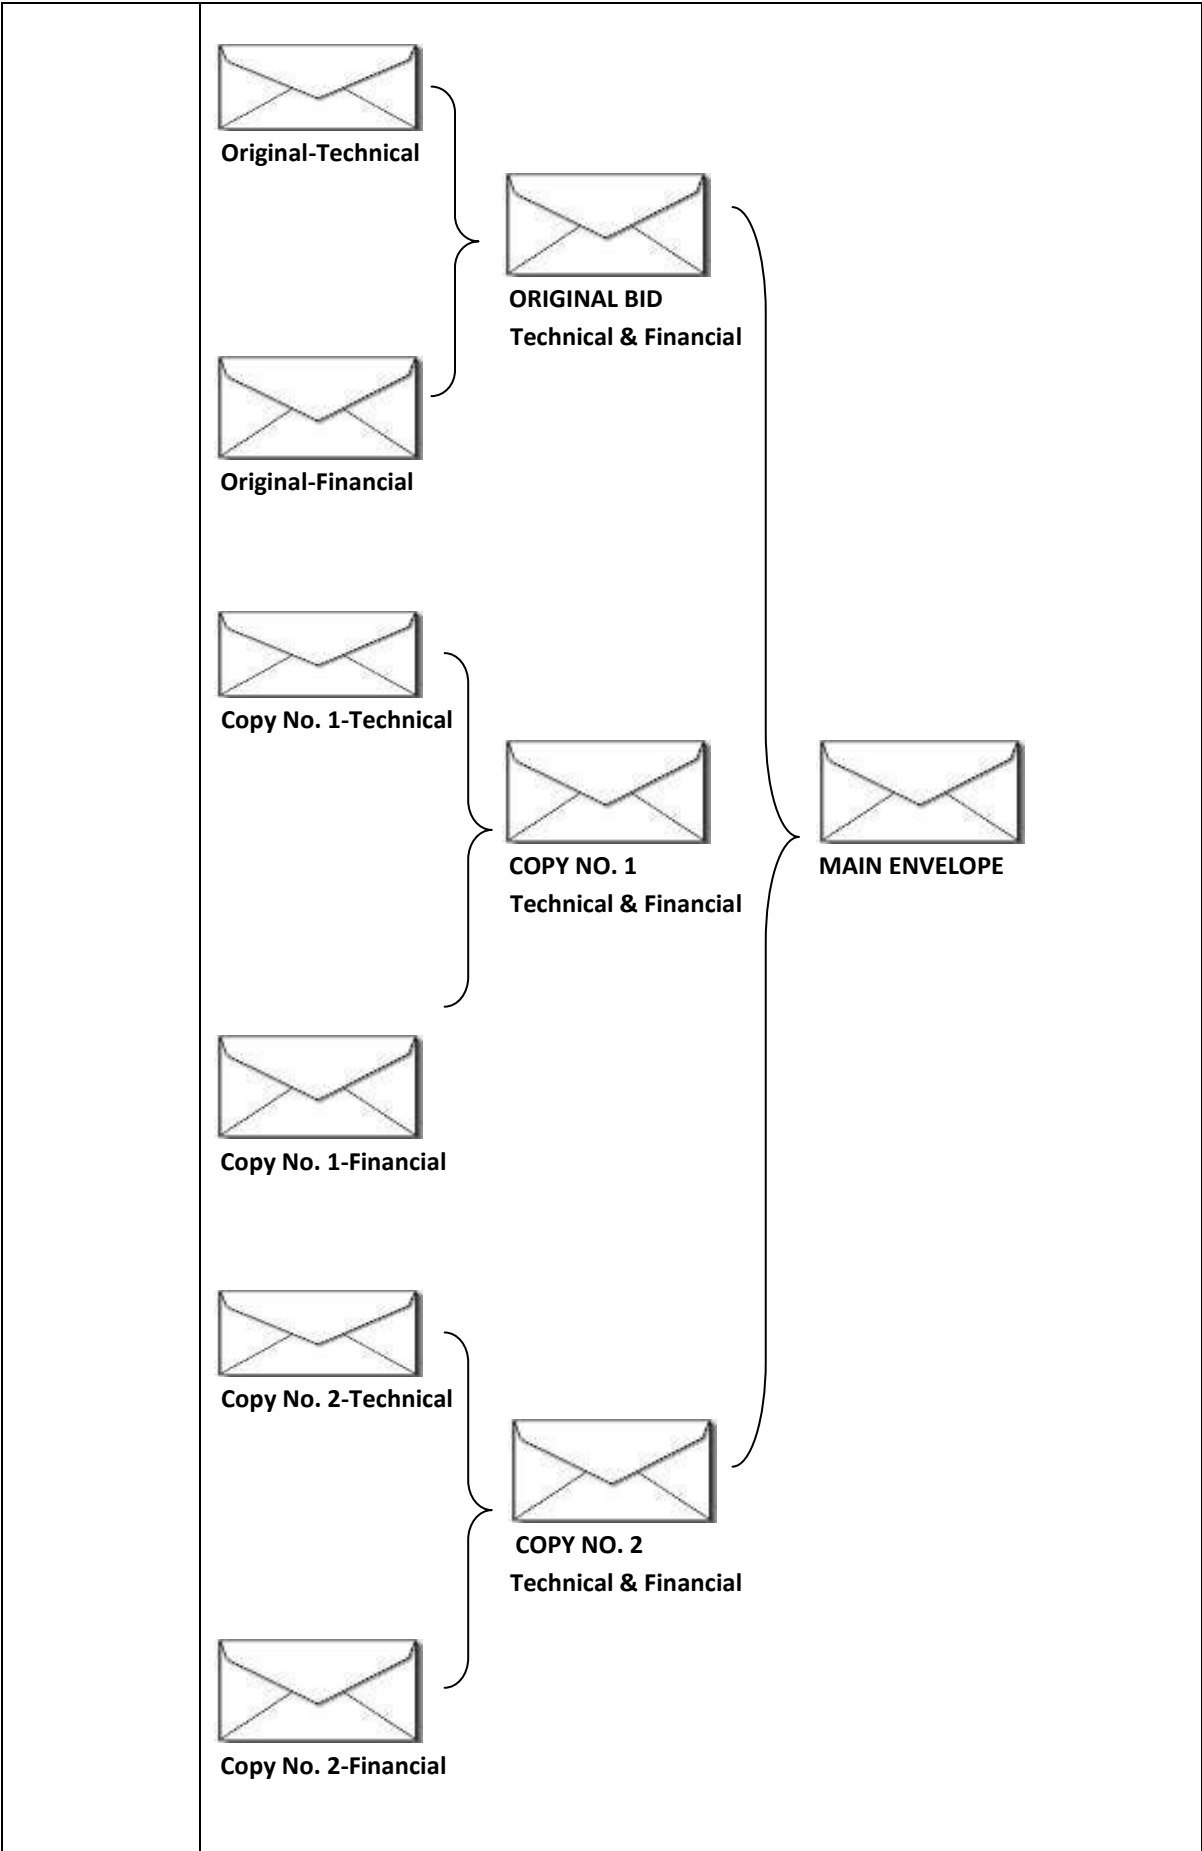 Original-Technical
ORIGINAL BID
Technical & Financial
Original-Financial
Copy No. 1-Technical
COPY NO. 1
Technical & Financial
MAIN ENVELOPE
Copy No. 1-Financial
Copy No. 2-Technical
COPY NO. 2
Technical & Financial
Copy No. 2-Financial